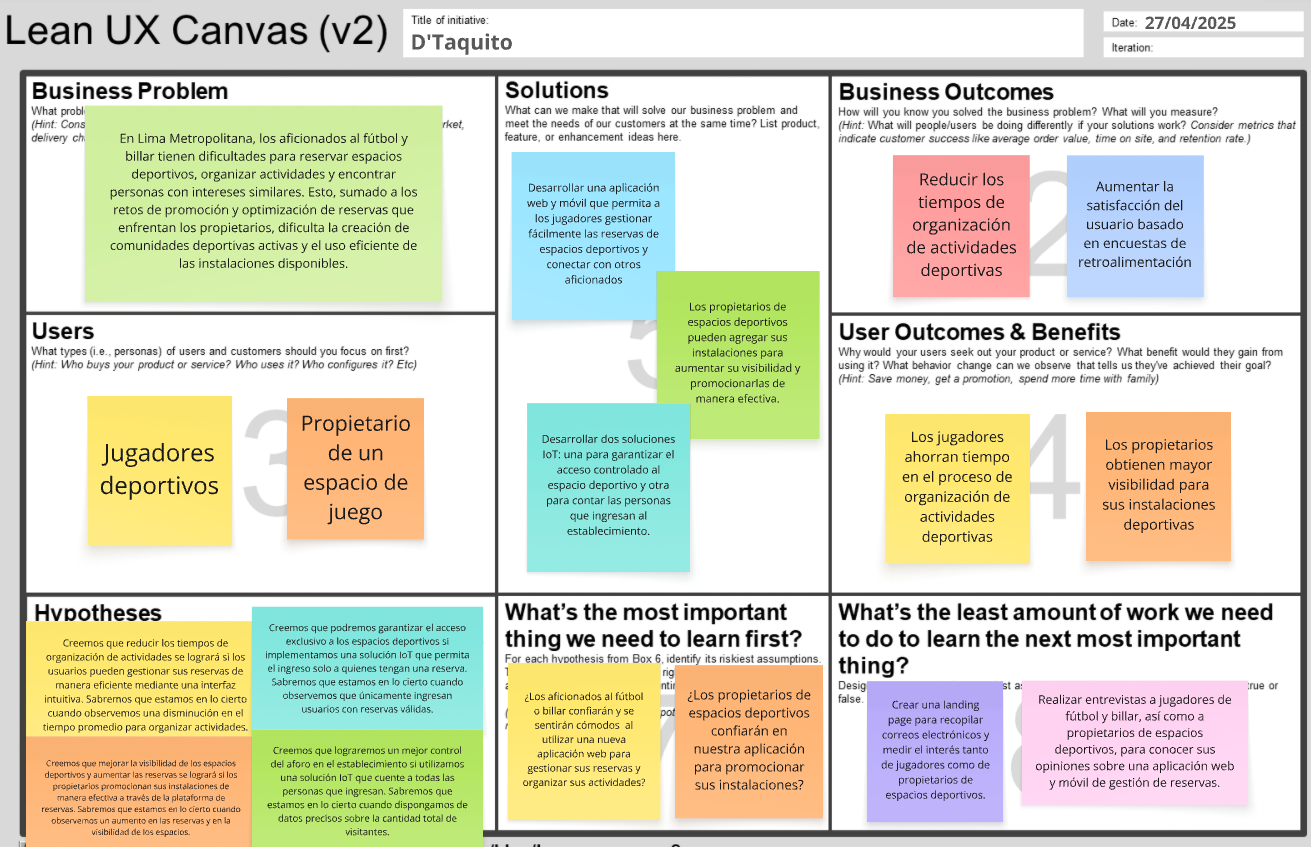 Lean UX Canvas (v2)
Title of initiative:
D'Taquito
Date: 27/04/2025
Iteration:
Business Problem
What probl
(Hint: Cons
rket,
delivery ch
En Lima Metropolitana, los aficionados al fútbol y
billar tienen dificultades para reservar espacios
deportivos, organizar actividades y encontrar
personas con intereses similares. Esto, sumado a los
retos de promoción y optimización de reservas que
enfrentan los propietarios, dificulta la creación de
comunidades deportivas activas y el uso eficiente de
las instalaciones disponibles.
Solutions
What can we make that will solve our business problem and
meet the needs of our customers at the same time? List product,
feature, or enhancement ideas here.
5
Desarrollar una aplicación
web y móvil que permita a
los jugadores gestionar
fácilmente las reservas de
espacios deportivos y
conectar con otros
aficionados
Los propietarios de
espacios deportivos
pueden agregar sus
instalaciones para
aumentar su visibilidad y
promocionarlas de
manera efectiva.
Desarrollar dos soluciones
IoT: una para garantizar el
acceso controlado al
espacio deportivo y otra
para contar las personas
que ingresan al
establecimiento.
Business Outcomes
How will you know you solved the business problem? What will you measure?
(Hint: What will people/users be doing differently if your solutions work? Consider metrics that
indicate customer success like average order value, time on site, and retention rate.)
2
Reducir los
tiempos de
organización
de actividades
deportivas
Aumentar la
satisfacción del
usuario basado
en encuestas de
retroalimentación
Users
What types (i.e., personas) of users and customers should you focus on first?
(Hint: Who buys your product or service? Who uses it? Who configures it? Etc)
3
Jugadores
deportivos
Propietario
de un
espacio de
juego
User Outcomes & Benefits
Why would your users seek out your product or service? What benefit would they gain from
using it? What behavior change can we observe that tells us they've achieved their goal?
(Hint: Save money, get a promotion, spend more time with family)
4
Los jugadores
ahorran tiempo
en el proceso de
organización de
actividades
deportivas
Los propietarios
obtienen mayor
visibilidad para
sus instalaciones
deportivas
Hypotheses
Creemos que reducir los tiempos de
organización de actividades se logrará si los
usuarios pueden gestionar sus reservas de
manera eficiente mediante una interfaz
intuitiva. Sabremos que estamos en lo cierto
cuando observemos una disminución en el
tiempo promedio para organizar actividades.
Creemos que podremos garantizar el acceso
exclusivo a los espacios deportivos si
implementamos una solución IoT que permita
el ingreso solo a quienes tengan una reserva.
Sabremos que estamos en lo cierto cuando
observemos que únicamente ingresan
usuarios con reservas válidas.
Creemos que mejorar la visibilidad de los espacios
deportivos y aumentar las reservas se logrará si los
propietarios promocionan sus instalaciones de
manera efectiva a través de la plataforma de
reservas. Sabremos que estamos en lo cierto cuando
observemos un aumento en las reservas y en la
visibilidad de los espacios.
Creemos que lograremos un mejor control
del aforo en el establecimiento si utilizamos
una solución IoT que cuente a todas las
personas que ingresan. Sabremos que
estamos en lo cierto cuando dispongamos de
datos precisos sobre la cantidad total de
visitantes.
What's the most important
thing we need to learn first?
For each hypothesis from Box 6, identify its riskiest assumptions.
¿Los aficionados al fútbol
o billar confiarán y se
sentirán cómodos al
utilizar una nueva
aplicación web para
gestionar sus reservas y
organizar sus actividades?
¿Los propietarios de
espacios deportivos
confiarán en
nuestra aplicación
para promocionar
sus instalaciones?
What's the least amount of work we need
to do to learn the next most important
thing?
Desig
true or
false.
Crear una landing
page para recopilar
correos electrónicos y
medir el interés tanto
de jugadores como de
propietarios de
espacios deportivos.
Realizar entrevistas a jugadores de
fútbol y billar, así como a
propietarios de espacios
deportivos, para conocer sus
opiniones sobre una aplicación web
y móvil de gestión de reservas.